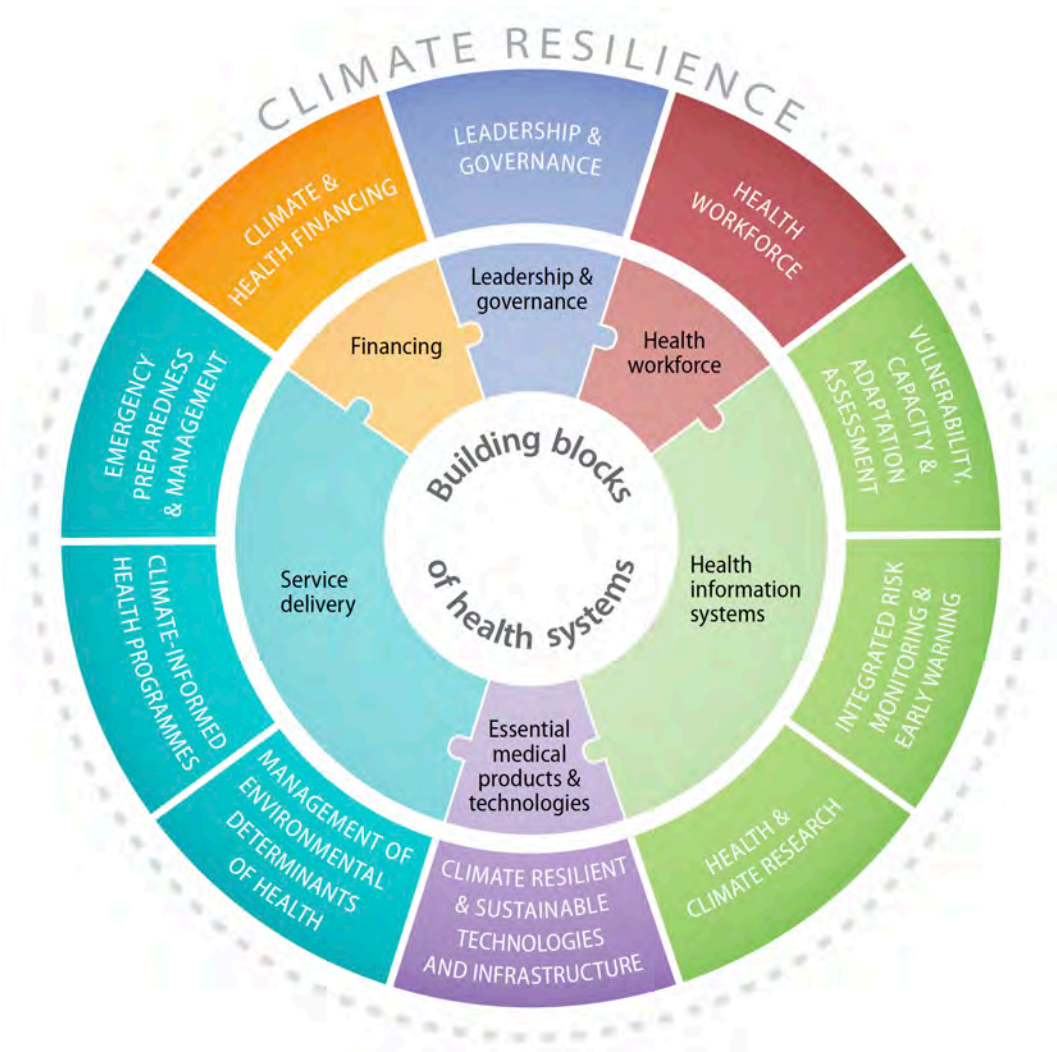 CLIMATE RESILIENCE
LEADERSHIP &
GOVERNANCE
HEALTH
WORKFORCE
VULNERABILITY,
CAPACITY &
ADAPTATION
ASSESSMENT
INTEGRATED RISK
MONITORING &
EARLY WARNING
HEALTH &
CLIMATE RESEARCH
CLIMATE RESILIENT
& SUSTAINABLE
TECHNOLOGIES
AND INFRASTRUCTURE
MANAGEMENT OF
ENVIRONMENTAL
DETERMINANTS
OF HEALTH
CLIMATE-INFORMED
HEALTH PROGRAMMES
EMERGENCY
PREPAREDNESS
& MANAGEMENT
CLIMATE &
HEALTH FINANCING
Leadership &
governance
Health
workforce
Health
information
systems
Essential
medical
products &
technologies
Service
delivery
Financing
Building blocks
of health systems